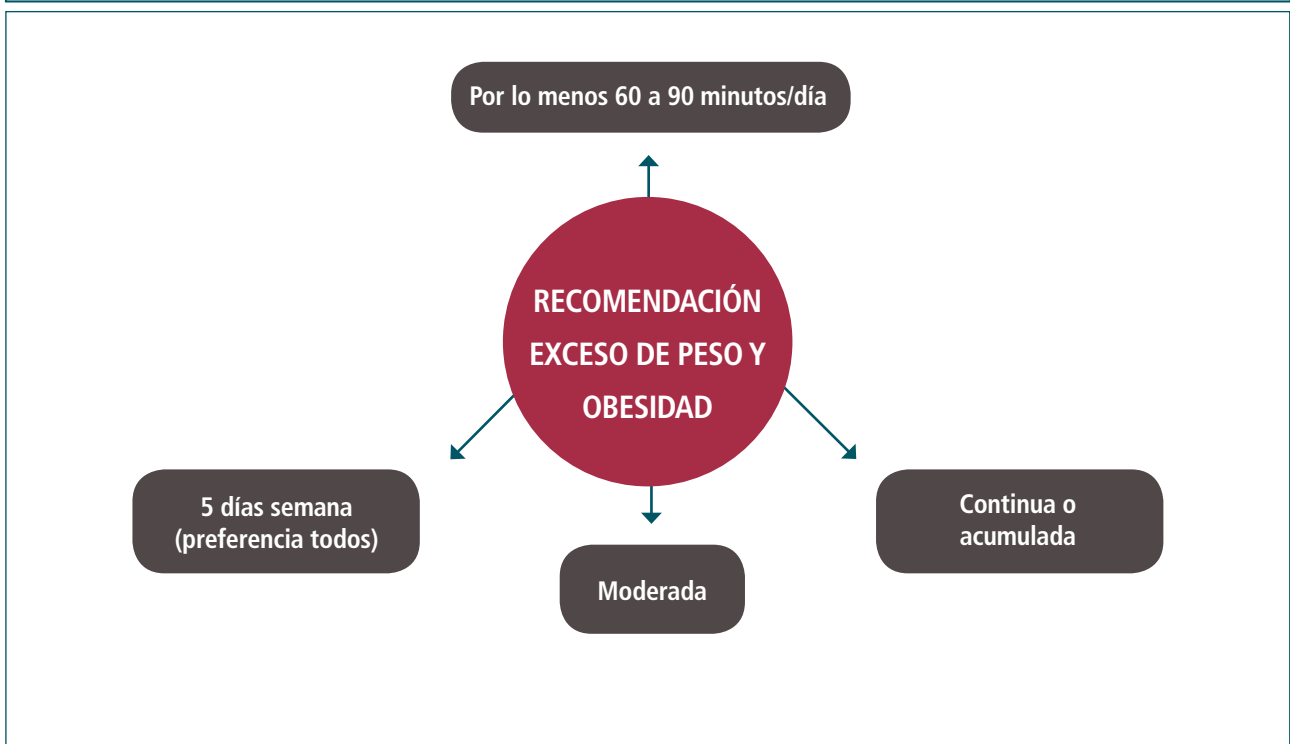 Por lo menos 60 a 90 minutos/día
RECOMENDACIÓN
EXCESO DE PESO Y
OBESIDAD
5 días semana
(preferencia todos)
Continua o
acumulada
Moderada